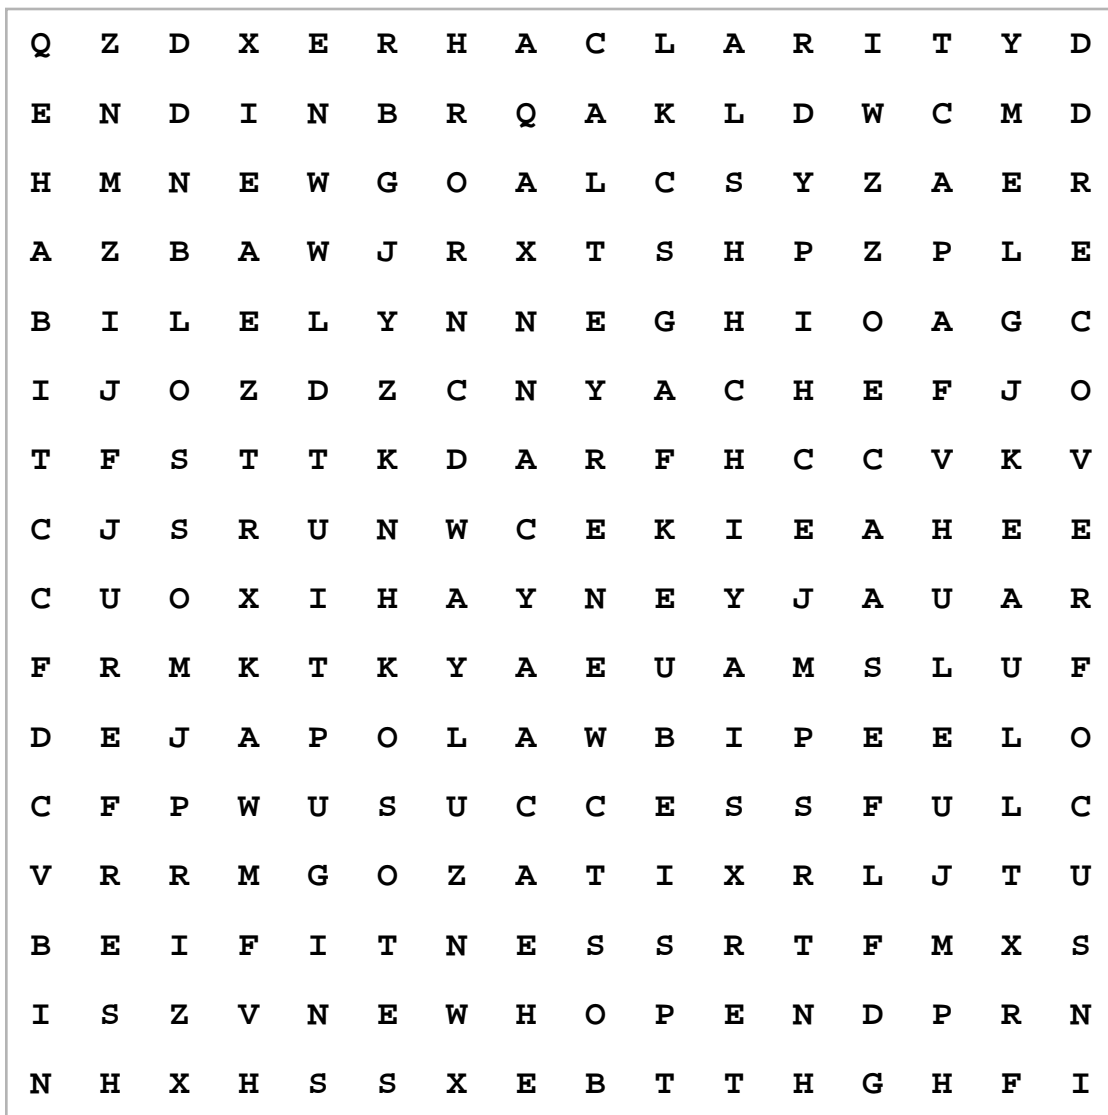 Q Z D X E R H A C L A R I T Y D
E N D I N B R Q A K L D W C M D
H M N E W G O A L C S Y Z A E R
A Z B A W J R X T S H P Z P L E
B I L E L Y N N E G H I O A G C
I J O Z D Z C N Y A C H E F J O
T F S T T K D A R F H C C V K V
C J S R U N W C E K I E A H E E
C U O X I H A Y N E Y J A U A R
F R M K T K Y A E U A M S L U F
D E J A P O L A W B I P E E L O
C F P W U S U C C E S S F U L C
V R R M G O Z A T I X R L J T U
B E I F I T N E S S R T F M X S
I S Z V N E W H O P E N D P R N
N H X H S S X E B T T H G H F I